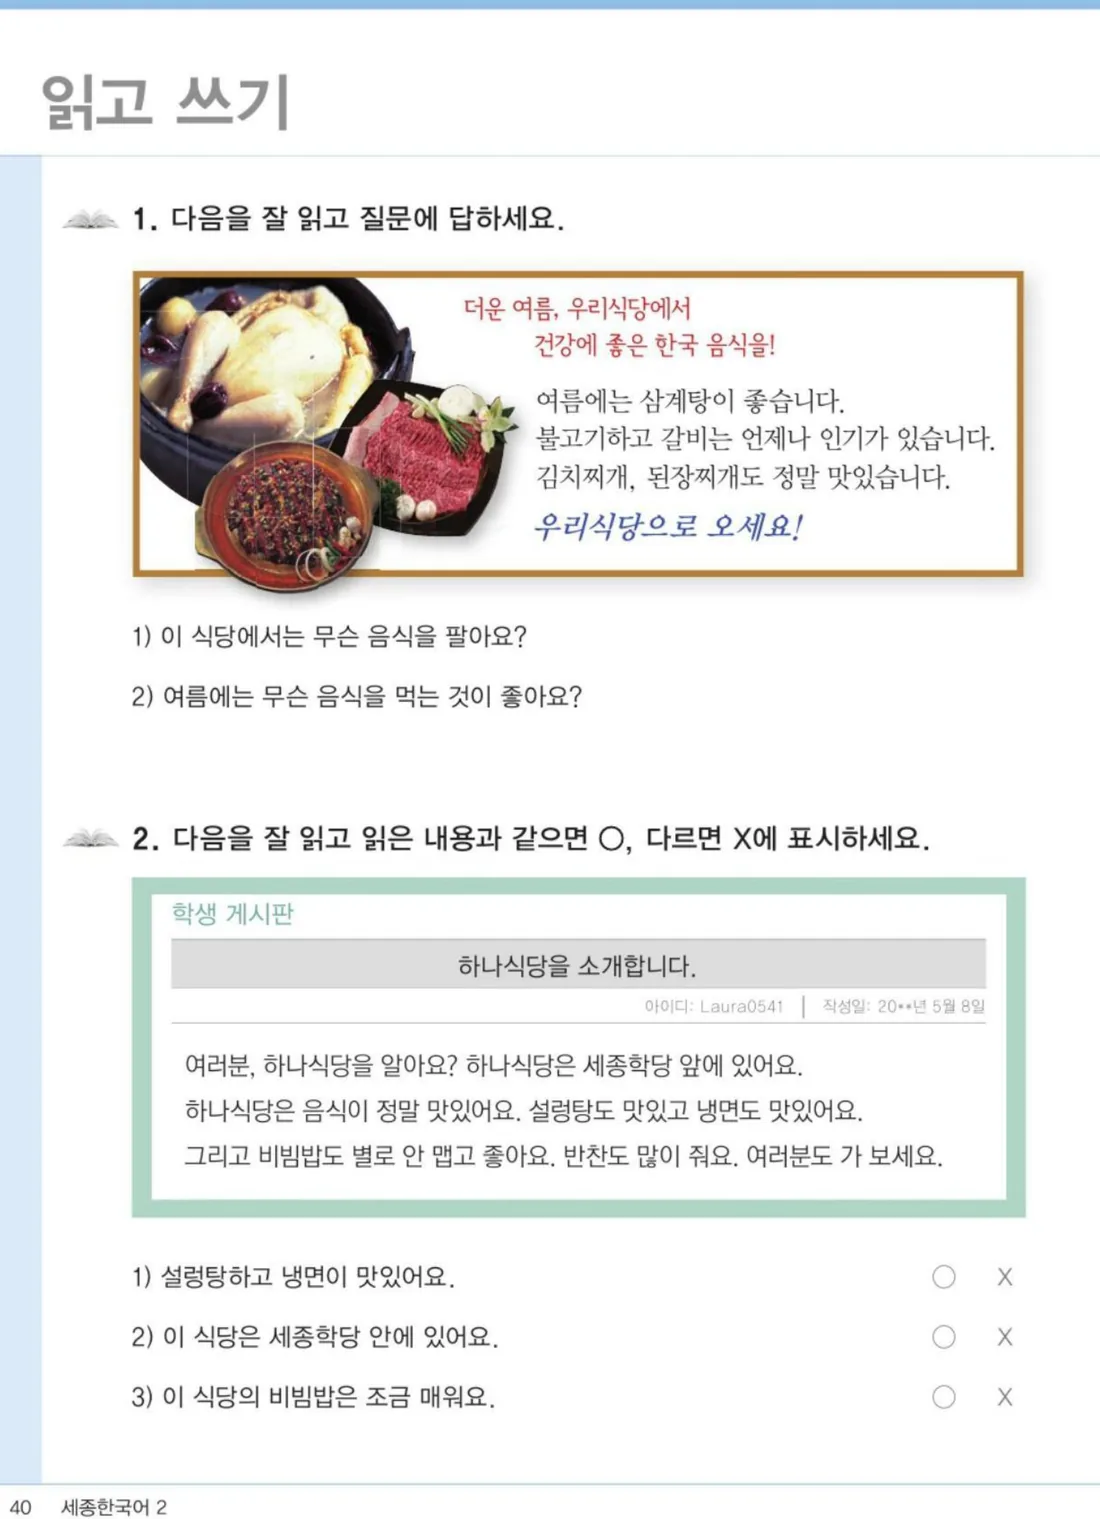 읽고 쓰기
1. 다음을 잘 읽고 질문에 답하세요.
더운 여름, 우리식당에서
건강에 좋은 한국 음식을!
여름에는 삼계탕이 좋습니다.
불고기하고 갈비는 언제나 인기가 있습니다.
김치찌개, 된장찌개도 정말 맛있습니다.
우리식당으로 오세요!
1) 이 식당에서는 무슨 음식을 팔아요?
2) 여름에는 무슨 음식을 먹는 것이 좋아요?
2. 다음을 잘 읽고 읽은 내용과 같으면 ○, 다르면 X에 표시하세요.
학생 게시판
하나식당을 소개합니다.
아이디: Laura0541 | 작성일: 20**년 5월 8일
여러분, 하나식당을 알아요? 하나식당은 세종학당 앞에 있어요.
하나식당은 음식이 정말 맛있어요. 설렁탕도 맛있고 냉면도 맛있어요.
그리고 비빔밥도 별로 안 맵고 좋아요. 반찬도 많이 줘요. 여러분도 가 보세요.
1) 설렁탕하고 냉면이 맛있어요. ○ X
2) 이 식당은 세종학당 안에 있어요. ○ X
3) 이 식당의 비빔밥은 조금 매워요. ○ X
40 세종한국어 2